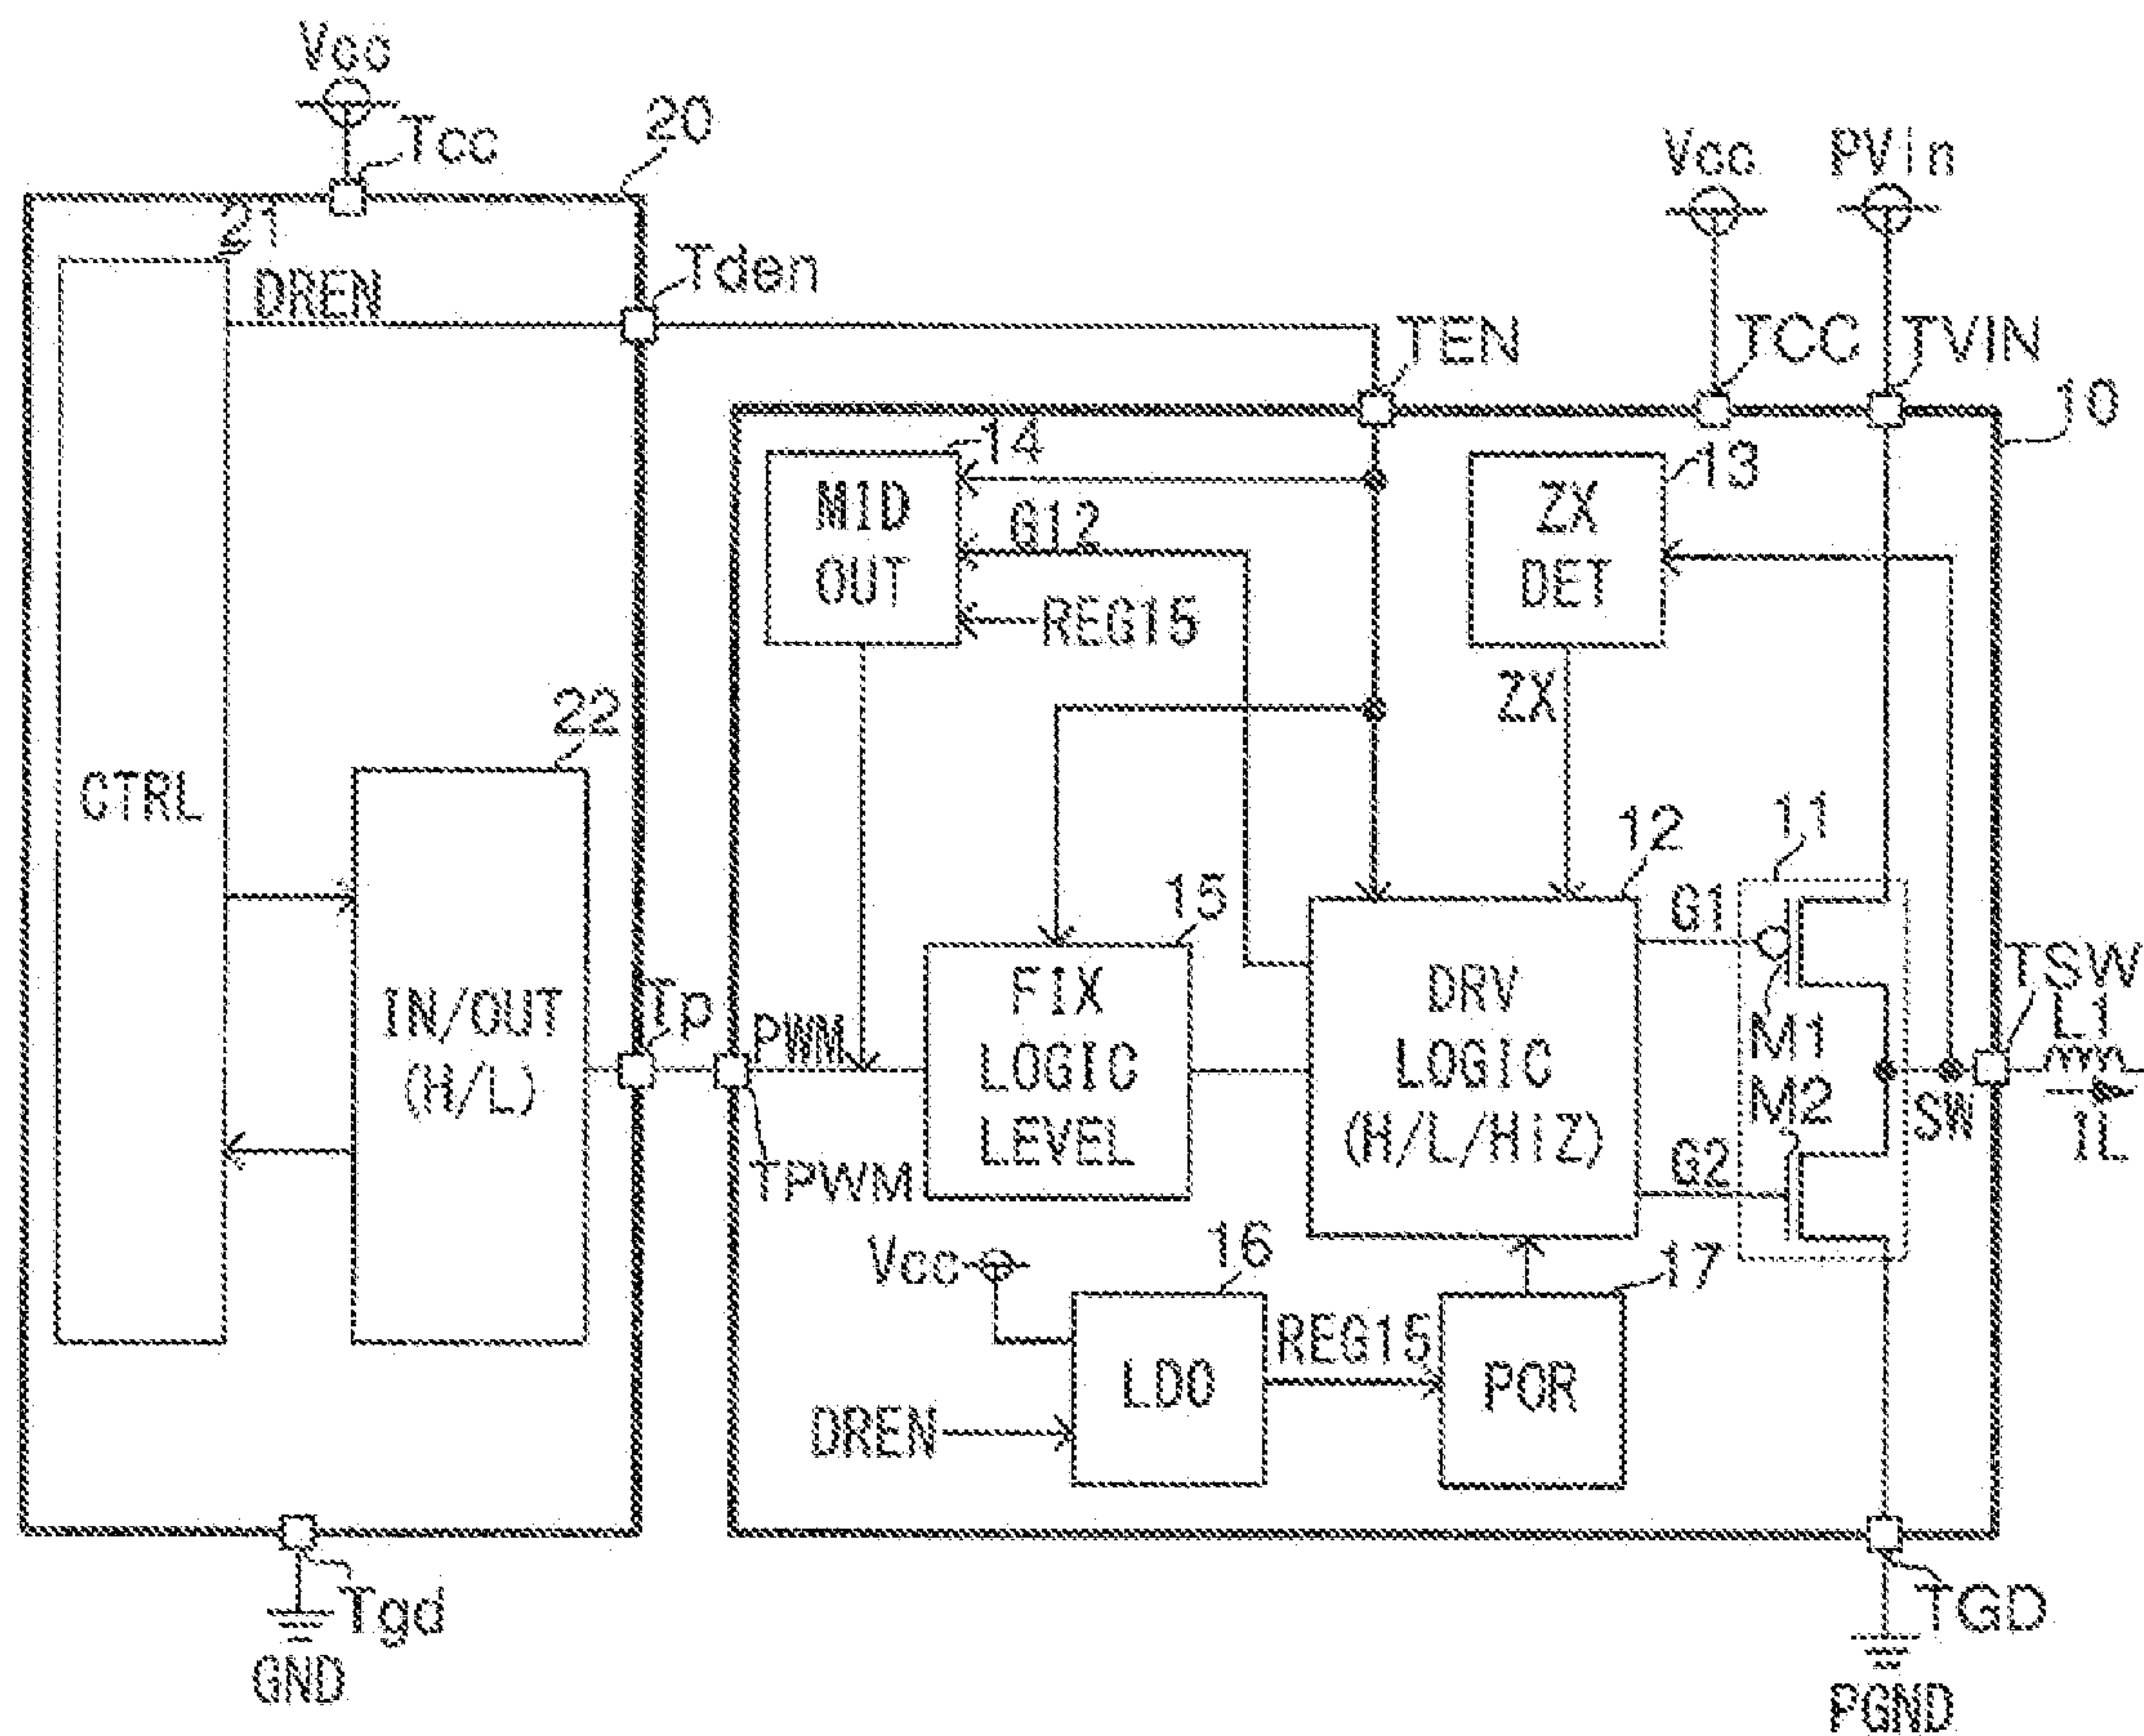 Vcc
Tcc
20
21
DREN
Tden
Vcc
PVin
TEN
TCC
TVIN
10
14
MID
OUT
G12
REG15
13
ZX
DET
ZX
CTRL
22
IN/OUT
(H/L)
Tp
PWM
TPWM
15
FIX
LOGIC
LEVEL
12
DRV
LOGIC
(H/L/HiZ)
11
G1
M1
M2
G2
SW
TSW
L1
IL
Vcc
16
LDO
DREN
REG15
17
POR
Tgd
GND
TGD
PGND